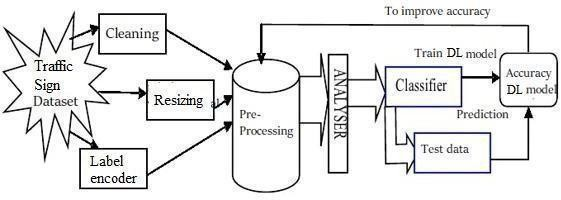 To improve accuracy
Cleaning
Traffic
Sign
Dataset
Resizing
Label
encoder
Pre-
Processing
ANALYSER
Classifier
Train DL model
Accuracy
DL model
Prediction
Test data